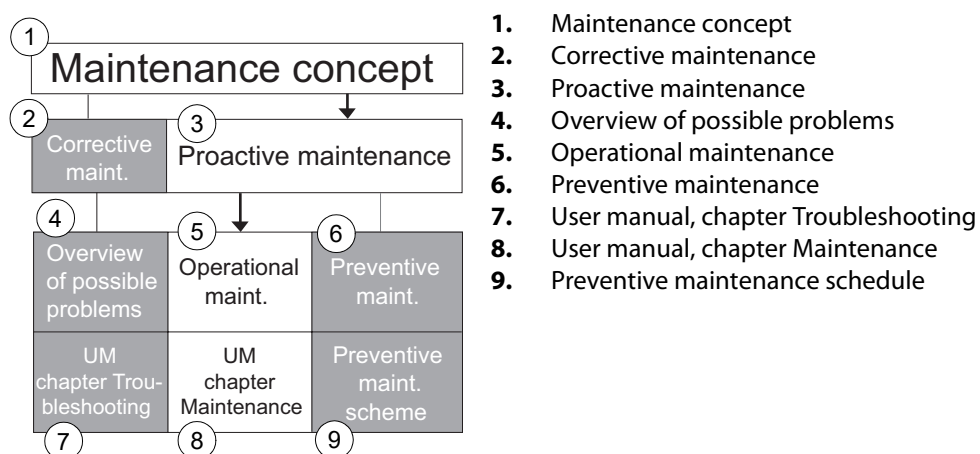 1
Maintenance concept
2
3
Corrective
maint.
Proactive maintenance
4
5
6
Overview
of possible
problems
Operational
maint.
Preventive
maint.
UM
chapter Trou-
bleshooting
UM
chapter
Maintenance
Preventive
maint.
scheme
7
8
9
1. Maintenance concept
2. Corrective maintenance
3. Proactive maintenance
4. Overview of possible problems
5. Operational maintenance
6. Preventive maintenance
7. User manual, chapter Troubleshooting
8. User manual, chapter Maintenance
9. Preventive maintenance schedule